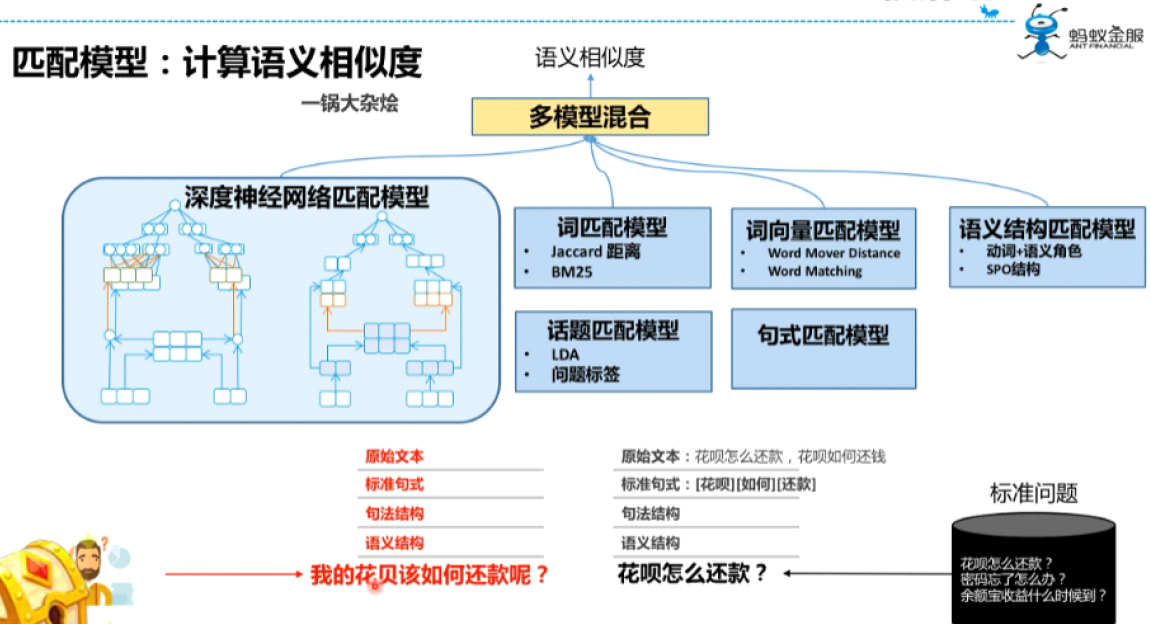 蚂蚁金服
ANT FINANCIAL
匹配模型：计算语义相似度
一锅大杂烩
语义相似度
多模型混合
深度神经网络匹配模型
词匹配模型
• Jaccard 距离
• BM25
词向量匹配模型
• Word Mover Distance
• Word Matching
语义结构匹配模型
• 动词+语义角色
• SPO结构
话题匹配模型
• LDA
• 问题标签
句式匹配模型
原始文本
标准句式
句法结构
语义结构
我的花贝该如何还款呢？
原始文本：花呗怎么还款，花呗如何还钱
标准句式：[花呗][如何][还款]
句法结构
语义结构
花呗怎么还款？
标准问题
花呗怎么还款？
密码忘了怎么办？
余额宝收益什么时候到？
?